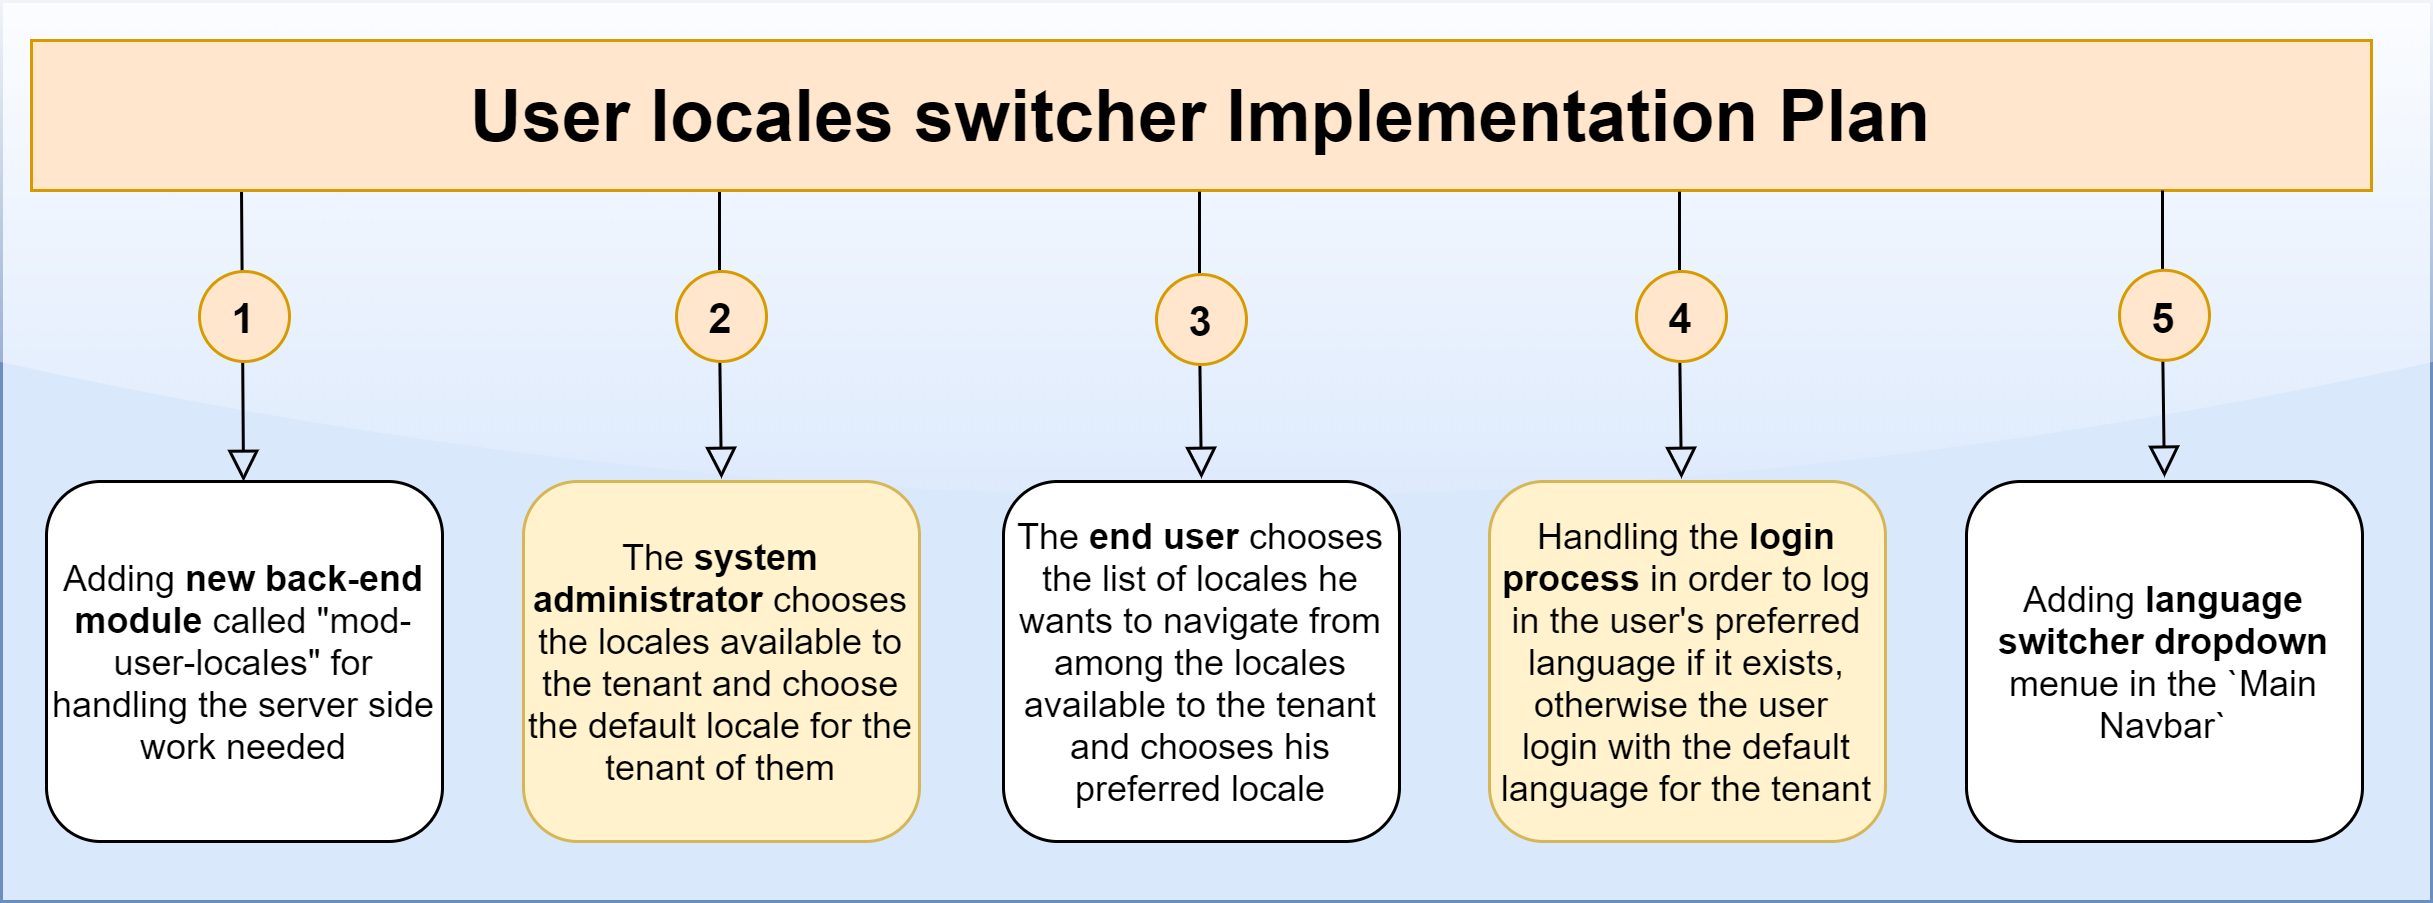 User locales switcher Implementation Plan
1
2
3
4
5
Adding new back-end
module called "mod-
user-locales" for
handling the server side
work needed
The system
administrator chooses
the locales available to
the tenant and choose
the default locale for the
tenant of them
The end user chooses
the list of locales he
wants to navigate from
among the locales
available to the tenant
and chooses his
preferred locale
Handling the login
process in order to log
in the user's preferred
language if it exists,
otherwise the user
login with the default
language for the tenant
Adding language
switcher dropdown
menue in the `Main
Navbar`